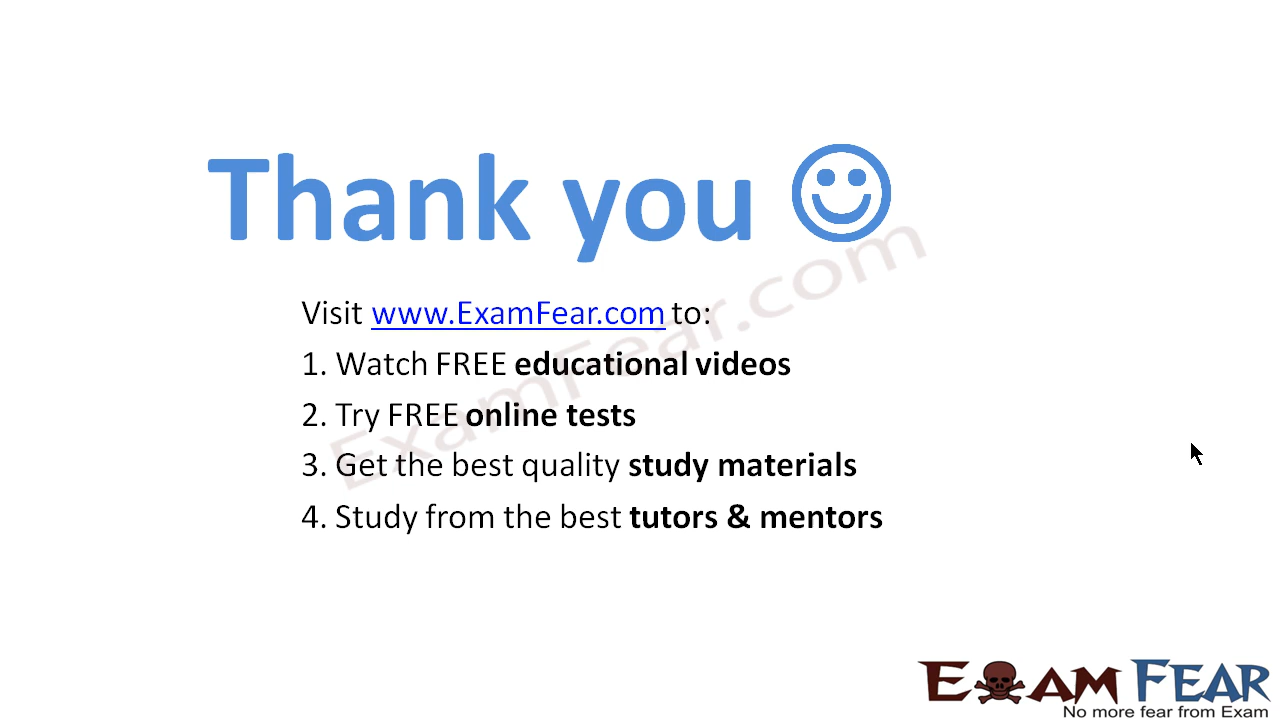 Thank you
Visit www.ExamFear.com to:
1. Watch FREE educational videos
2. Try FREE online tests
3. Get the best quality study materials
4. Study from the best tutors & mentors
ExamFear.com
EXAM FEAR
No more fear from Exam